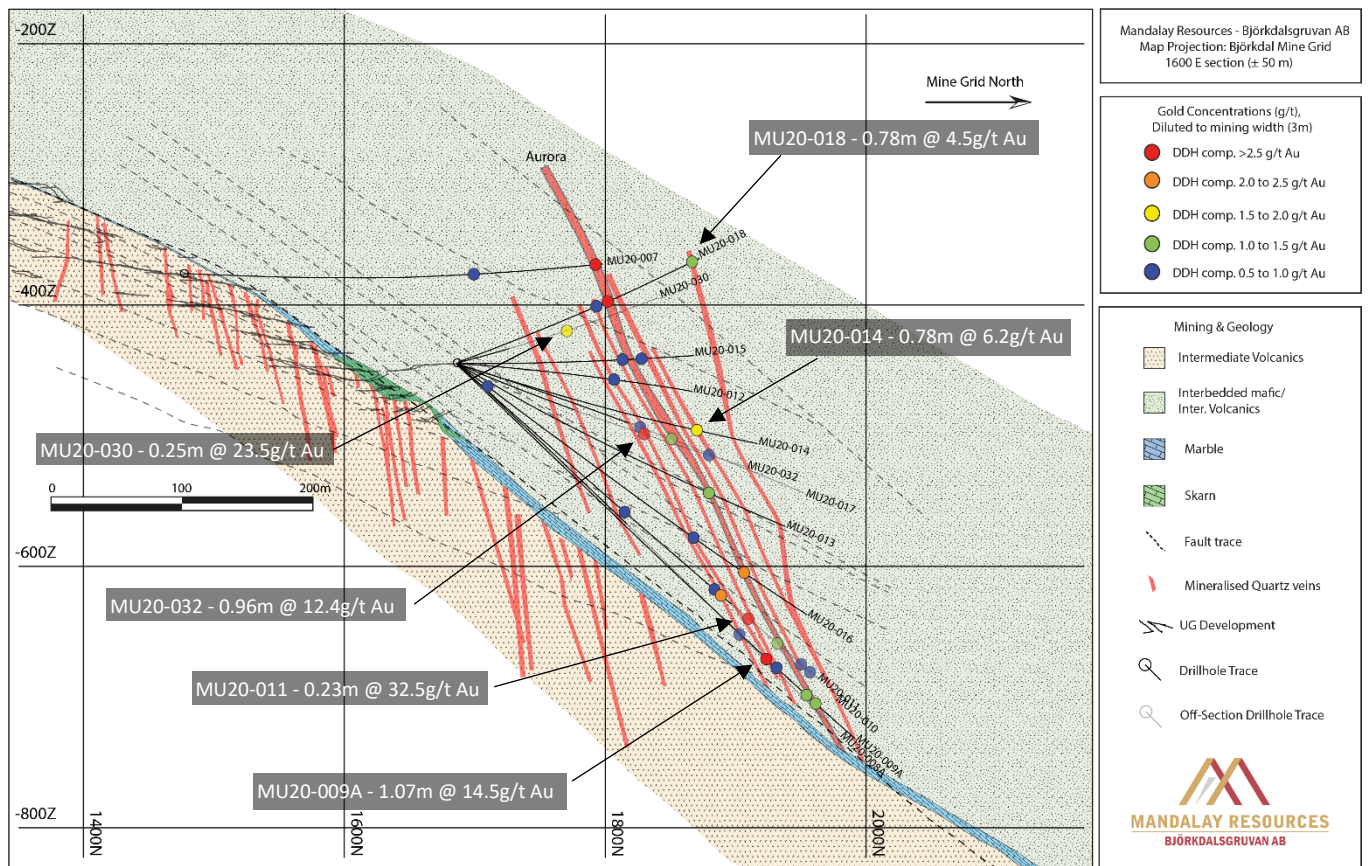 -200Z
-400Z
-600Z
-800Z
1400N
1600N
1800N
2000N
Mine Grid North
Aurora
MU20-018 - 0.78m @ 4.5g/t Au
MU20-018
MU20-007
MU20-030
MU20-014 - 0.78m @ 6.2g/t Au
MU20-015
MU20-012
MU20-014
MU20-032
MU20-017
MU20-013
MU20-030 - 0.25m @ 23.5g/t Au
0 100 200m
MU20-032 - 0.96m @ 12.4g/t Au
MU20-016
MU20-011 - 0.23m @ 32.5g/t Au
MU20-011
MU20-010
MU20-009A
MU20-008A
MU20-009A - 1.07m @ 14.5g/t Au
Mandalay Resources - Björkdalsgruvan AB
Map Projection: Björkdal Mine Grid
1600 E section (± 50 m)
Gold Concentrations (g/t),
Diluted to mining width (3m)
DDH comp. >2.5 g/t Au
DDH comp. 2.0 to 2.5 g/t Au
DDH comp. 1.5 to 2.0 g/t Au
DDH comp. 1.0 to 1.5 g/t Au
DDH comp. 0.5 to 1.0 g/t Au
Mining & Geology
Intermediate Volcanics
Interbedded mafic/
Inter. Volcanics
Marble
Skarn
Fault trace
Mineralised Quartz veins
UG Development
Drillhole Trace
Off-Section Drillhole Trace
MANDALAY RESOURCES
BJÖRKDALSGRUVAN AB